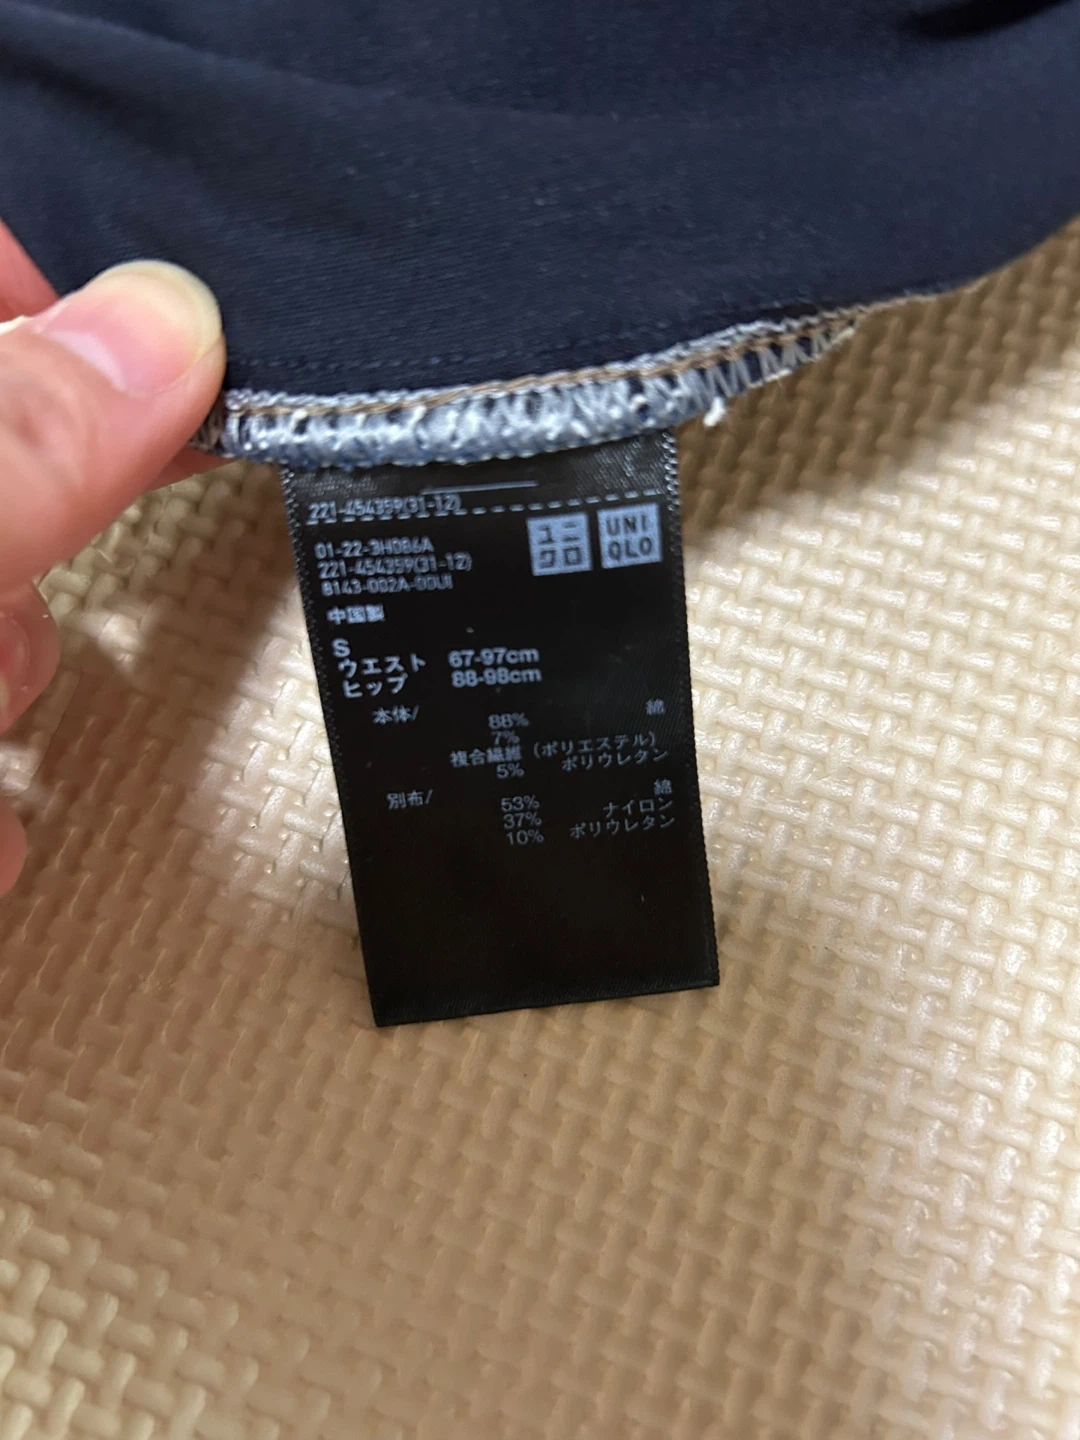 221-454359(31-12)
ユニ
クロ
UNI
QLO
01-22-3H086A
221-454359(31-12)
8143-002A-00UI
中国製
S
ウエスト 67-97cm
ヒップ 88-98cm
本体/ 88% 綿
7%
複合繊維(ポリエステル)
5% ポリウレタン
別布/ 53% 綿
37% ナイロン
10% ポリウレタン